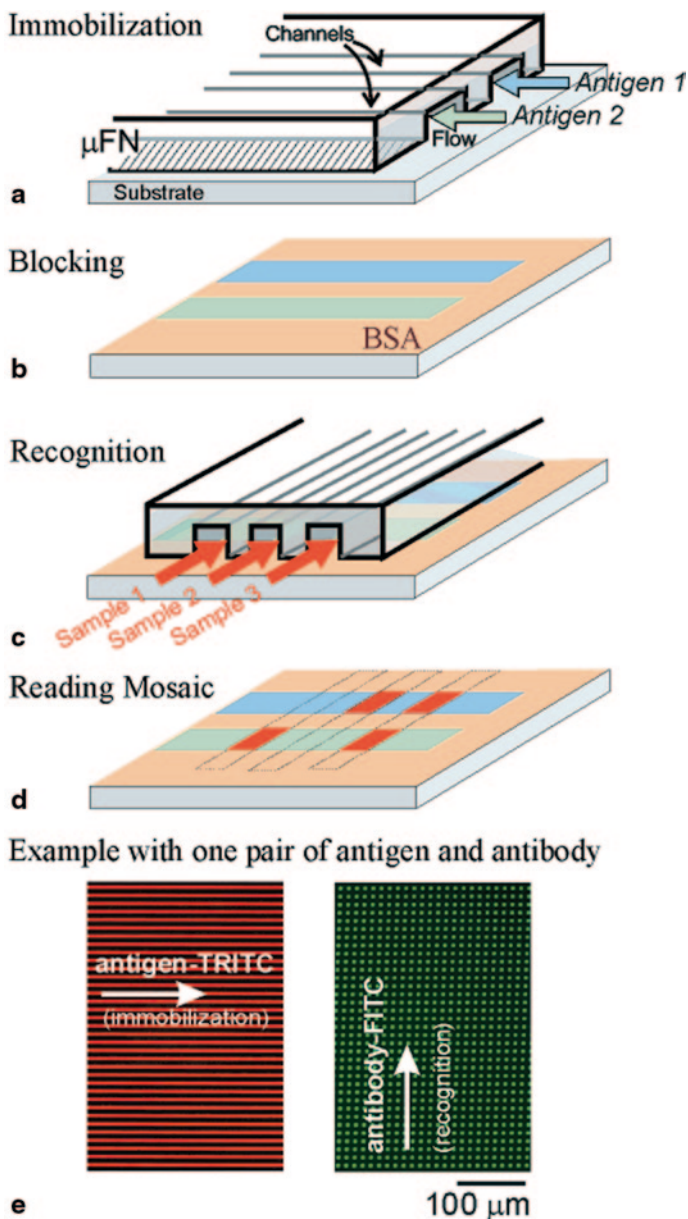 Immobilization
Channels
Antigen 1
Antigen 2
Flow
μFN
Substrate
a
Blocking
BSA
b
Recognition
Sample 1
Sample 2
Sample 3
c
Reading Mosaic
d
Example with one pair of antigen and antibody
antigen-TRITC
(immobilization)
antibody-FITC
(recognition)
e
100 μm